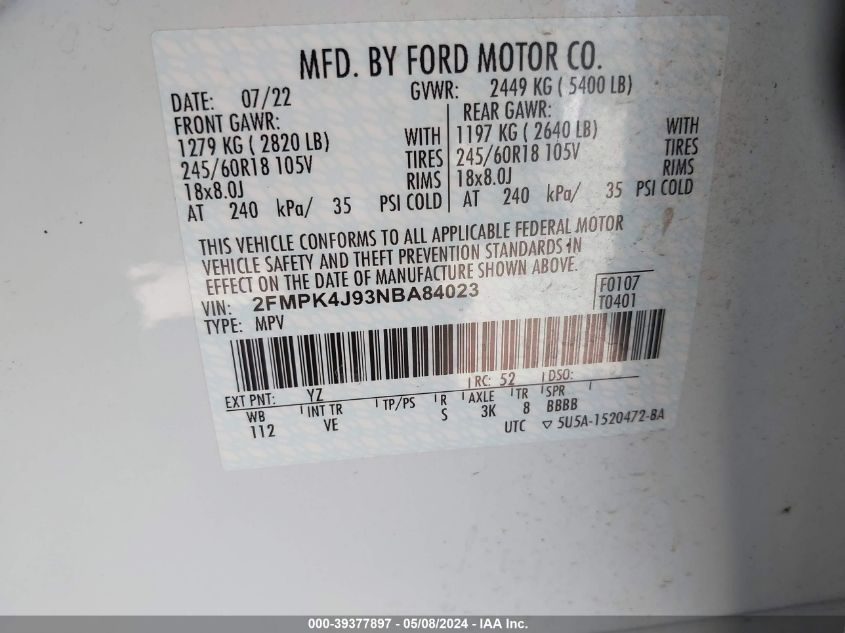 MFD. BY FORD MOTOR CO.
DATE: 07/22 GVWR: 2449 KG ( 5400 LB)
FRONT GAWR: REAR GAWR:
1279 KG ( 2820 LB) WITH 1197 KG ( 2640 LB) WITH
245/60R18 105V TIRES 245/60R18 105V TIRES
18x8.0J RIMS 18x8.0J RIMS
AT 240 kPa/ 35 PSI COLD AT 240 kPa/ 35 PSI COLD
THIS VEHICLE CONFORMS TO ALL APPLICABLE FEDERAL MOTOR
VEHICLE SAFETY AND THEFT PREVENTION STANDARDS IN
EFFECT ON THE DATE OF MANUFACTURE SHOWN ABOVE.
VIN: 2FMPK4J93NBA84023 F0107
TYPE: MPV T0401
EXT PNT: YZ RC: 52 DSO:
WB INT TR TP/PS R AXLE TR SPR
112 VE S 3K 8 BBBB
UTC ▽ 5U5A-1520472-BA
000-39377897 - 05/08/2024 - IAA Inc.